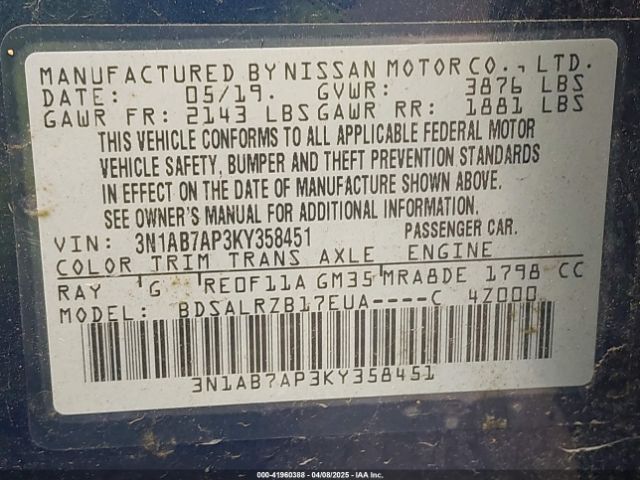 MANUFACTURED BY NISSAN MOTOR CO., LTD.
DATE: 05/19. GVWR: 3876 LBS
GAWR FR: 2143 LBS GAWR RR: 1881 LBS
THIS VEHICLE CONFORMS TO ALL APPLICABLE FEDERAL MOTOR
VEHICLE SAFETY, BUMPER AND THEFT PREVENTION STANDARDS
IN EFFECT ON THE DATE OF MANUFACTURE SHOWN ABOVE.
SEE OWNER'S MANUAL FOR ADDITIONAL INFORMATION.
VIN: 3N1AB7AP3KY358451 PASSENGER CAR.
COLOR TRIM TRANS AXLE ENGINE
RAY G RE0F11A GM35 MRA8DE 1798 CC
MODEL: BDSALRZB17EUA----C 4Z000
3N1AB7AP3KY358451
000-41960388 | 04/08/2025 - IAA Inc.